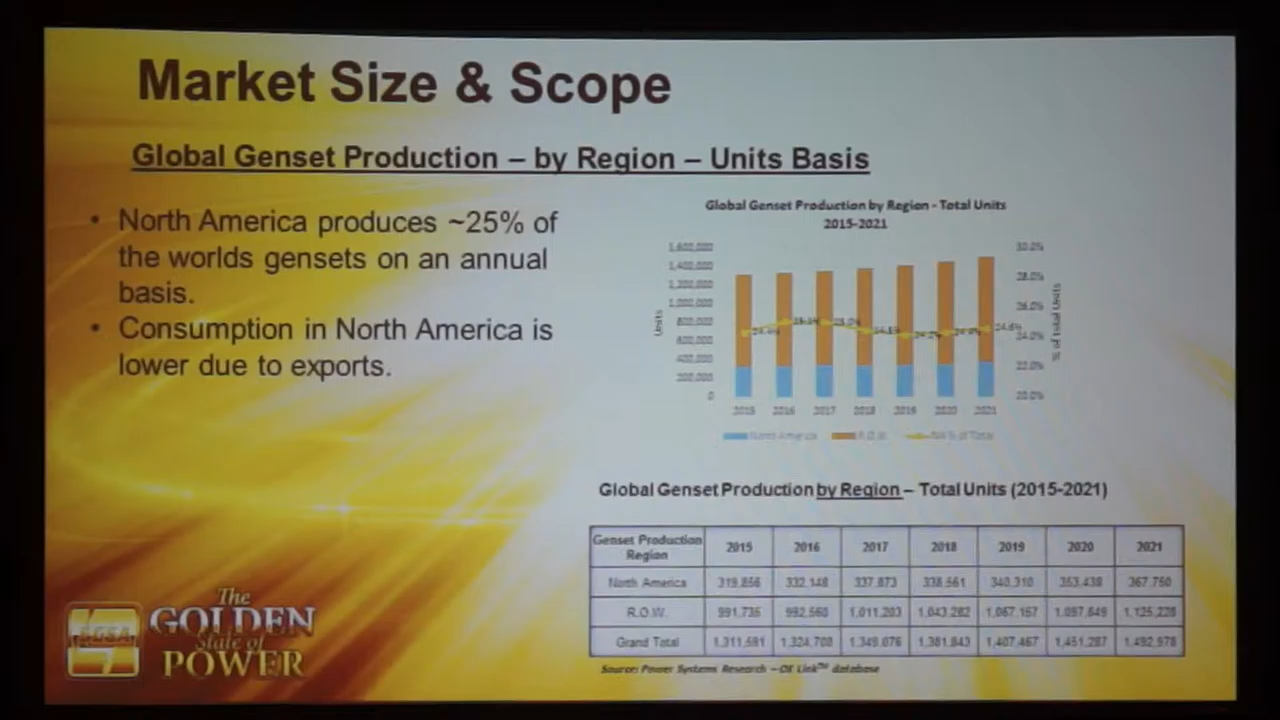 Market Size & Scope
Global Genset Production – by Region – Units Basis
• North America produces ~25% of
the worlds gensets on an annual
basis.
• Consumption in North America is
lower due to exports.
Global Genset Production by Region - Total Units
2015-2021
Units
1,600,000
1,400,000
1,200,000
1,000,000
800,000
600,000
400,000
200,000
0
30.0%
28.0%
26.0%
24.0%
22.0%
20.0%
% of Total Units
24.6%
2015 2016 2017 2018 2019 2020 2021
North America R.O.W. NA % of Total
Global Genset Production by Region – Total Units (2015-2021)
Genset Production Region 2015 2016 2017 2018 2019 2020 2021
North America 319,856 332,148 337,873 338,561 340,310 353,438 367,750
R.O.W. 991,735 992,560 1,011,203 1,043,282 1,067,157 1,097,849 1,125,228
Grand Total 1,311,591 1,324,708 1,349,076 1,381,843 1,407,467 1,451,287 1,492,978
Source: Power Systems Research – OE Link™ database
EGSA
The
GOLDEN
State of
POWER